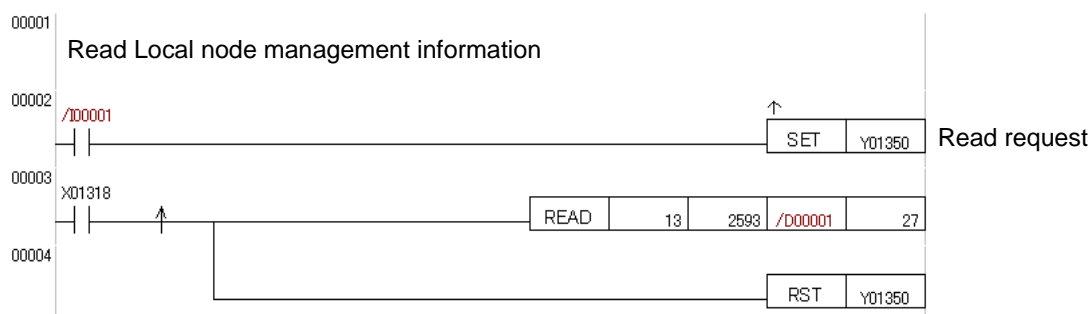 00001
Read Local node management information
00002
/I00001
SET Y01350 Read request
00003
X01318
READ 13 2593 /D00001 27
00004
RST Y01350